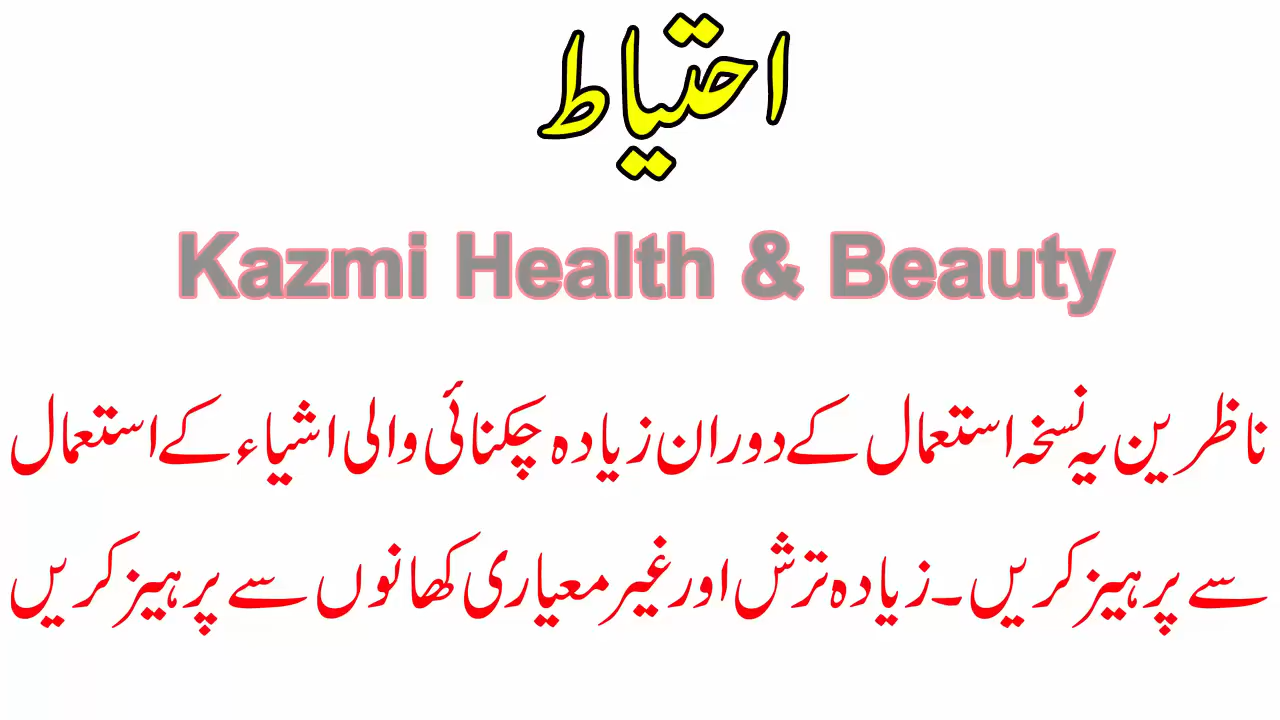 احتیاط
Kazmi Health & Beauty
ناظرین یہ نسخہ استعمال کے دوران زیادہ چکنائی والی اشیاء کے استعمال
سے پرہیز کریں۔ زیادہ ترش اور غیر معیاری کھانوں سے پرہیز کریں